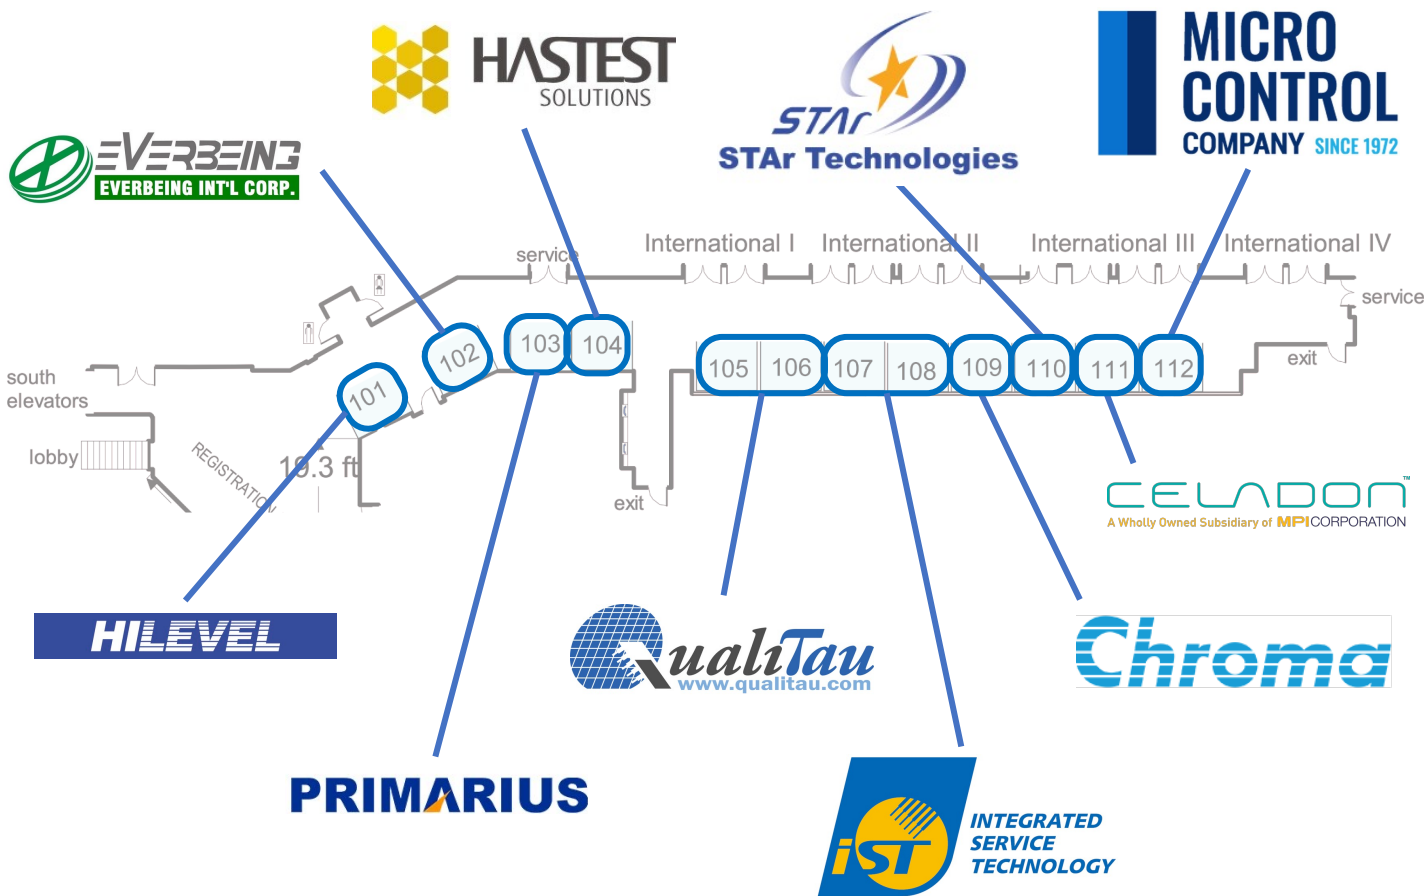 HASTEST
SOLUTIONS
STAr
STAr Technologies
MICRO
CONTROL
COMPANY SINCE 1972
EVERBEING
EVERBEING INT'L CORP.
International I
International II
International III
International IV
service
service
exit
south
elevators
lobby
REGISTRATION
19.3 ft
exit
101
102
103
104
105
106
107
108
109
110
111
112
CELADON™
A Wholly Owned Subsidiary of MPI CORPORATION
HILEVEL
QualiTau
www.qualitau.com
Chroma
PRIMARIUS
iST
INTEGRATED
SERVICE
TECHNOLOGY